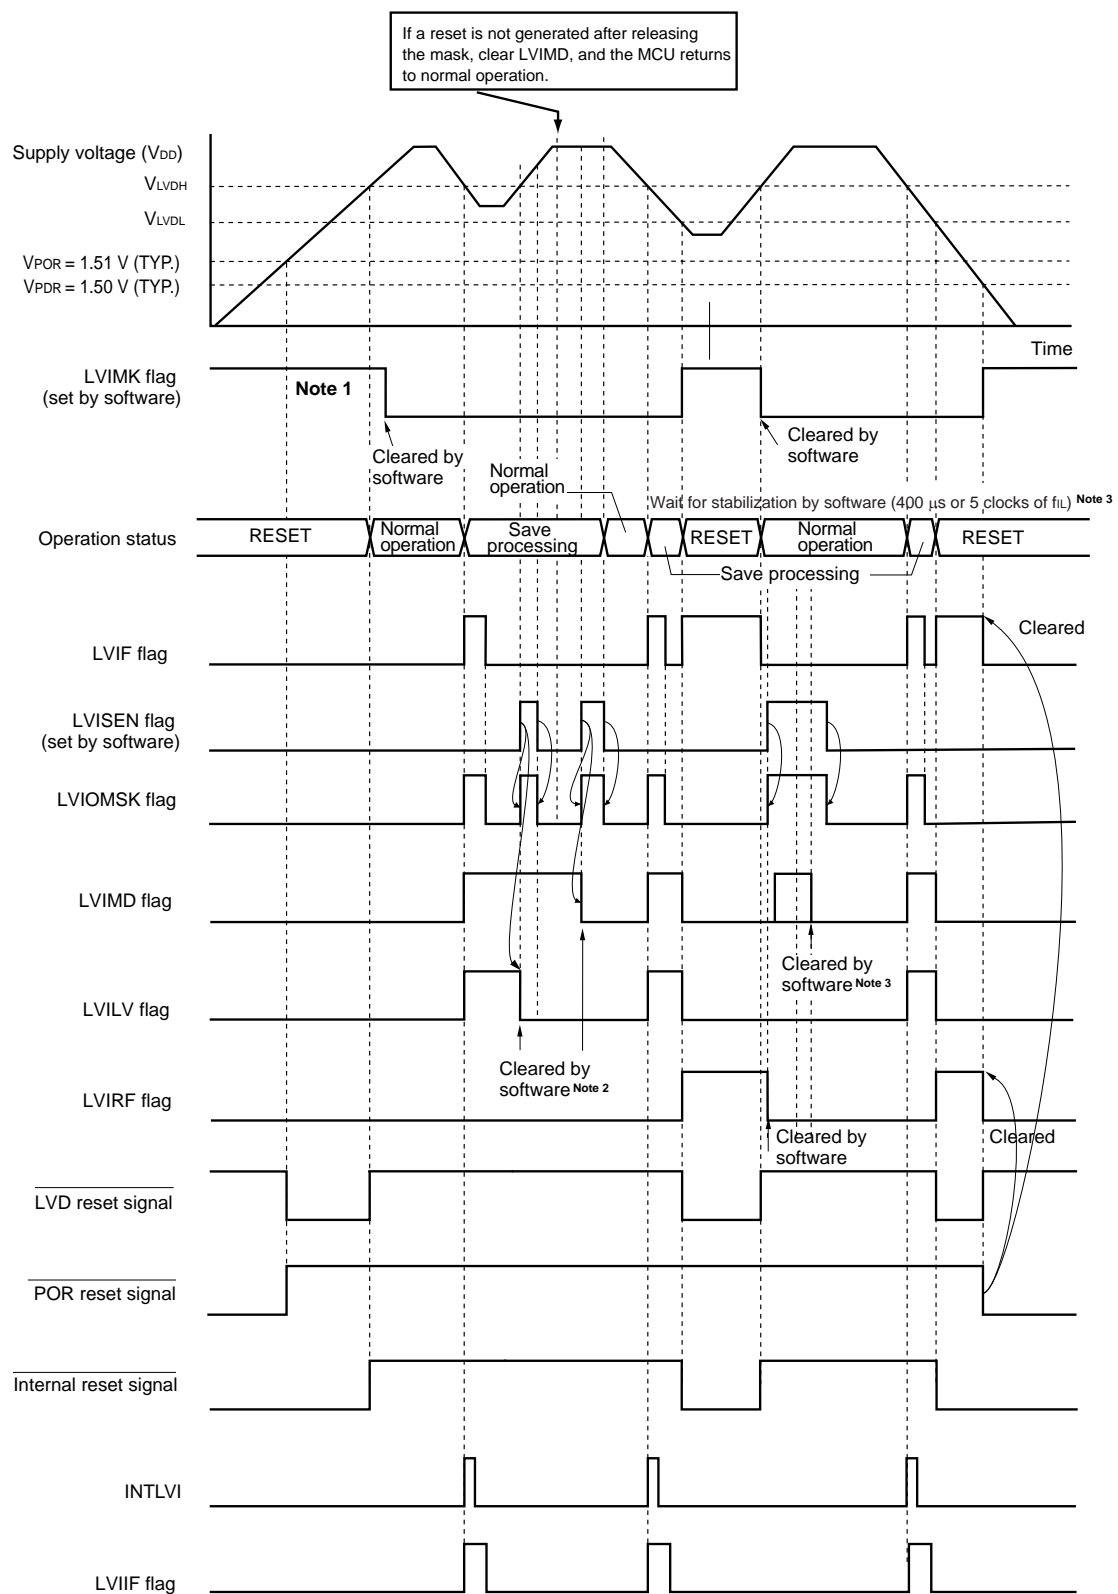 If a reset is not generated after releasing
the mask, clear LVIMD, and the MCU returns
to normal operation.
Supply voltage (VDD)
VLVDH
VLVDL
VPOR = 1.51 V (TYP.)
VPDR = 1.50 V (TYP.)
Time
LVIMK flag
(set by software)
Note 1
Cleared by
software
Cleared by
software
Normal
operation
Wait for stabilization by software (400 μs or 5 clocks of fIL) Note 3
Operation status
RESET
Normal
operation
Save
processing
RESET
Normal
operation
RESET
Save processing
LVIF flag
Cleared
LVISEN flag
(set by software)
LVIOMSK flag
LVIMD flag
Cleared by
software Note 3
LVILV flag
Cleared by
software Note 2
LVIRF flag
Cleared by
software
Cleared
LVD reset signal
POR reset signal
Internal reset signal
INTLVI
LVIIF flag